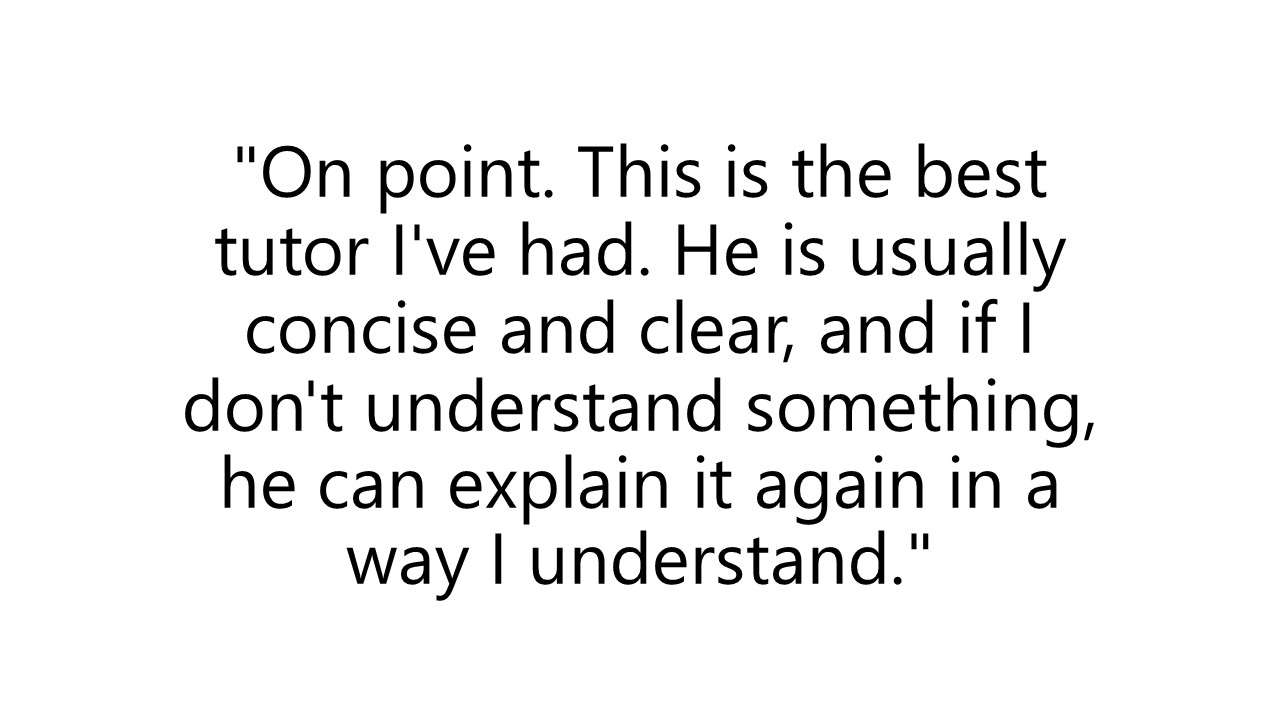 "On point. This is the best
tutor I've had. He is usually
concise and clear, and if I
don't understand something,
he can explain it again in a
way I understand."